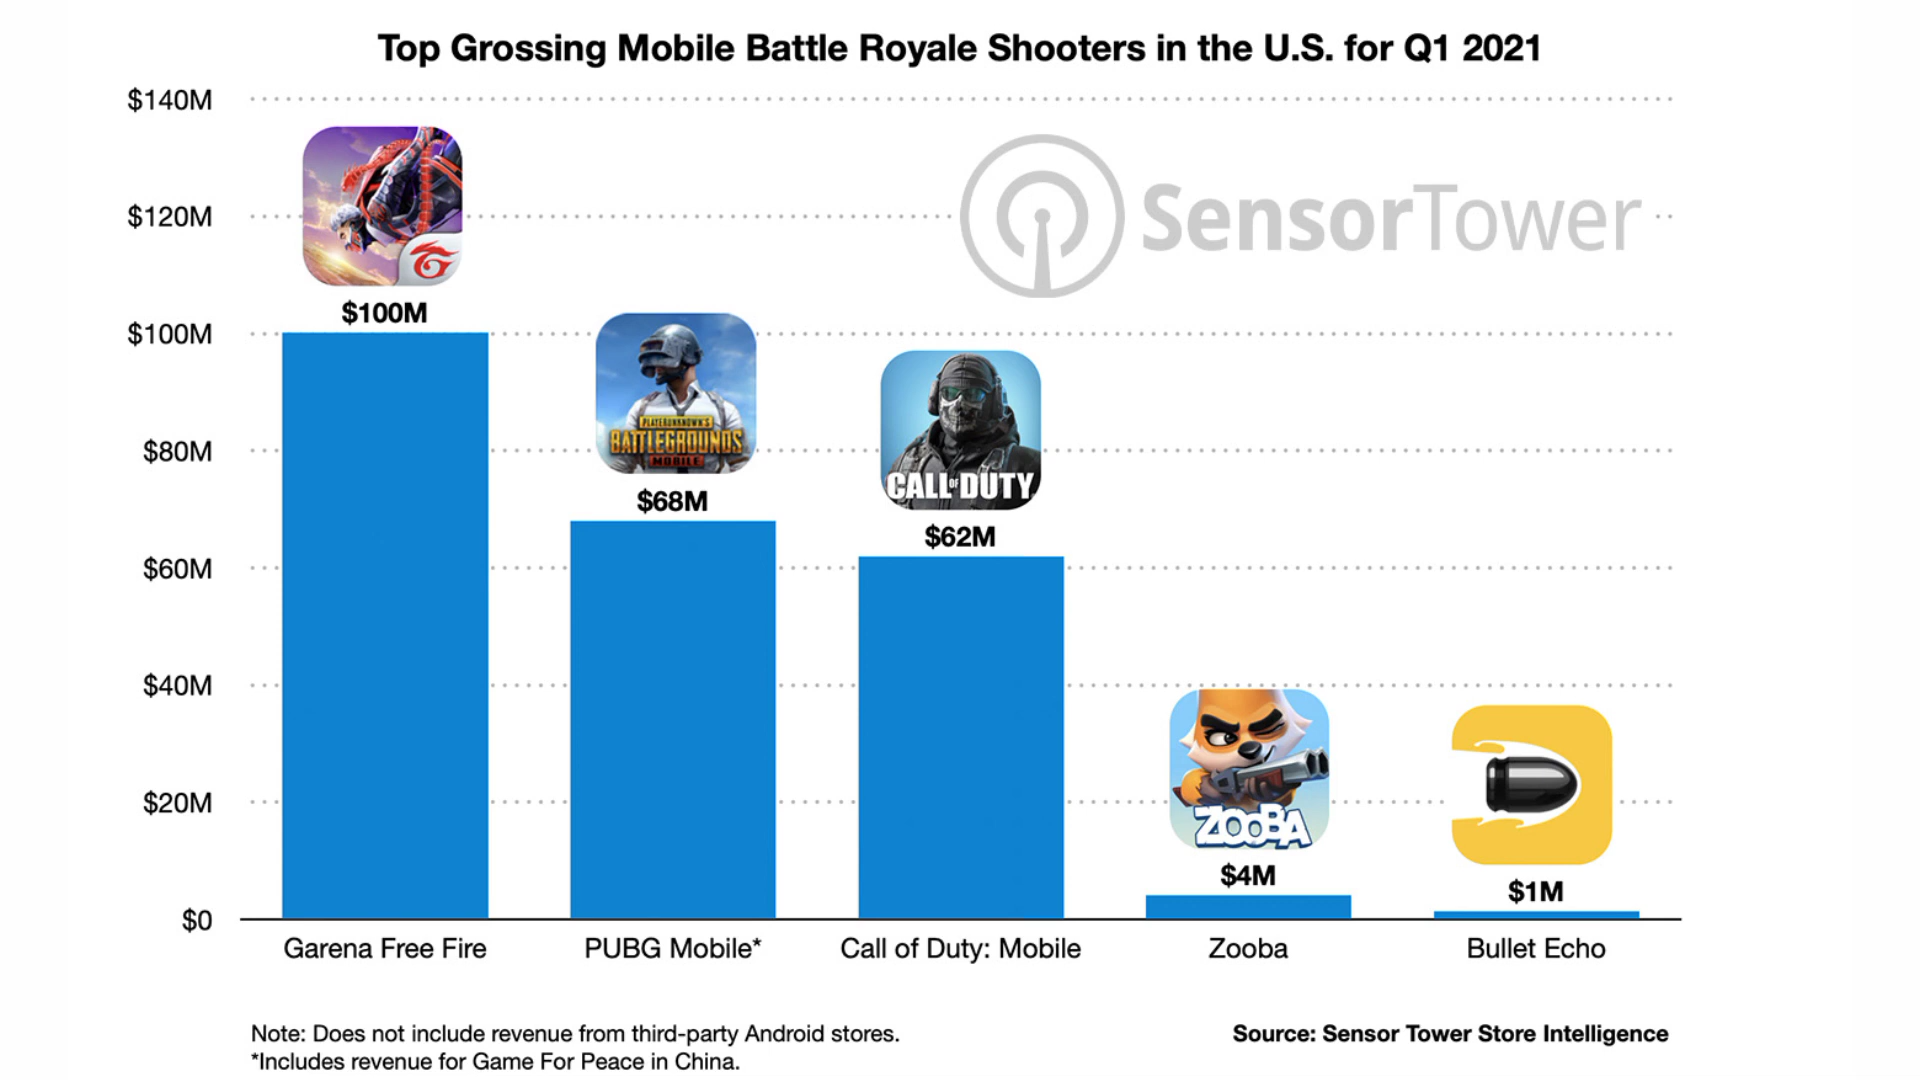 Top Grossing Mobile Battle Royale Shooters in the U.S. for Q1 2021
$140M
$120M
$100M
$80M
$60M
$40M
$20M
$0
SensorTower
$100M
PLAYERUNKNOWN'S
BATTLEGROUNDS
MOBILE
$68M
CALL OF DUTY
$62M
ZOOBA
$4M
$1M
Garena Free Fire
PUBG Mobile*
Call of Duty: Mobile
Zooba
Bullet Echo
Note: Does not include revenue from third-party Android stores.
*Includes revenue for Game For Peace in China.
Source: Sensor Tower Store Intelligence